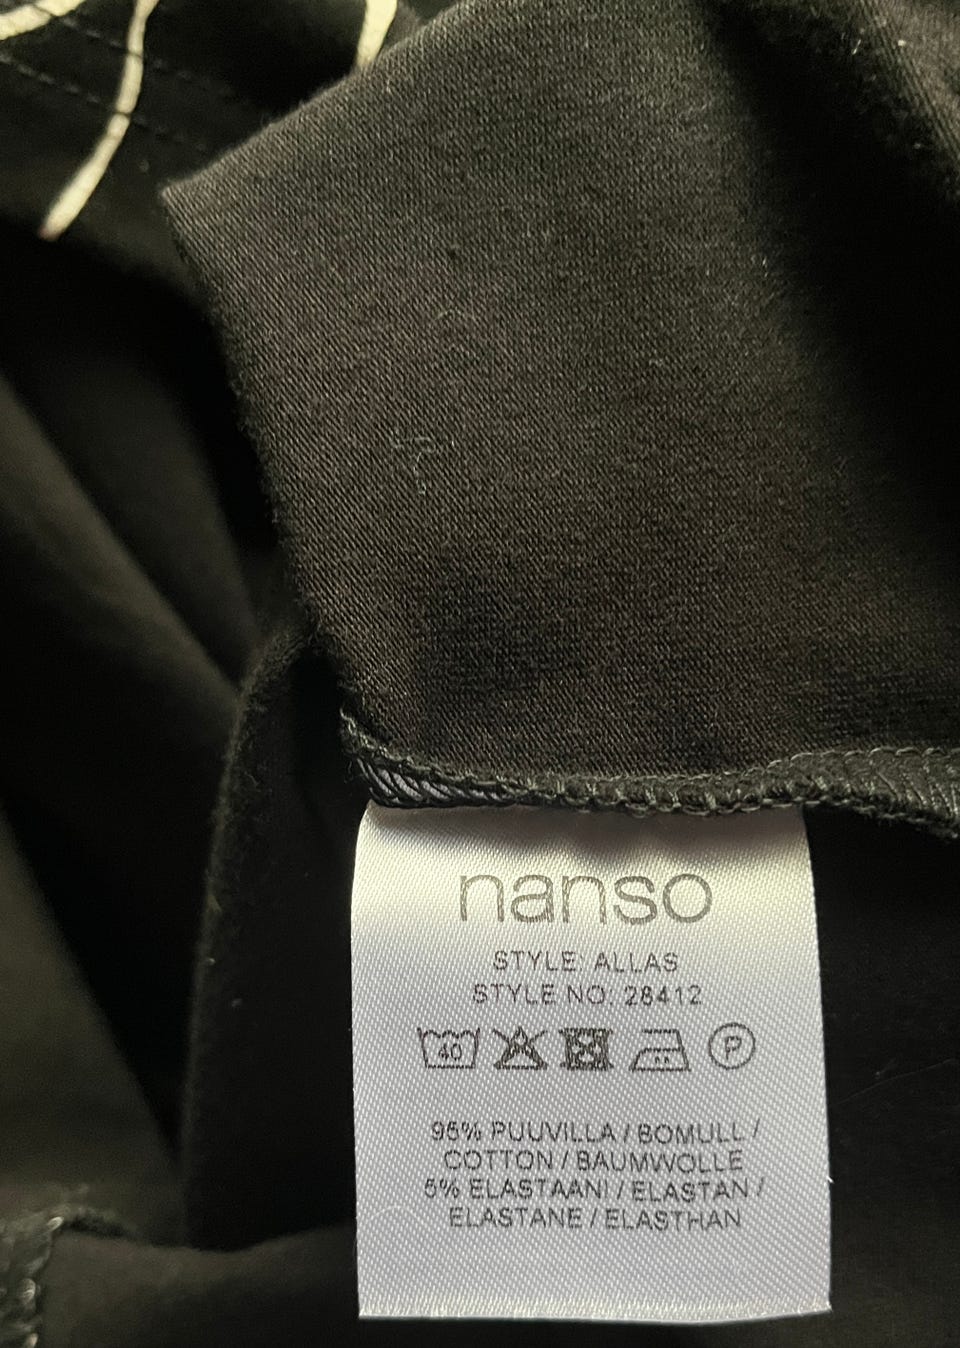 nanso
STYLE: ALLAS
STYLE NO: 28412
40 P
95% PUUVILLA / BOMULL /
COTTON / BAUMWOLLE
5% ELASTAANI / ELASTAN /
ELASTANE / ELASTHAN